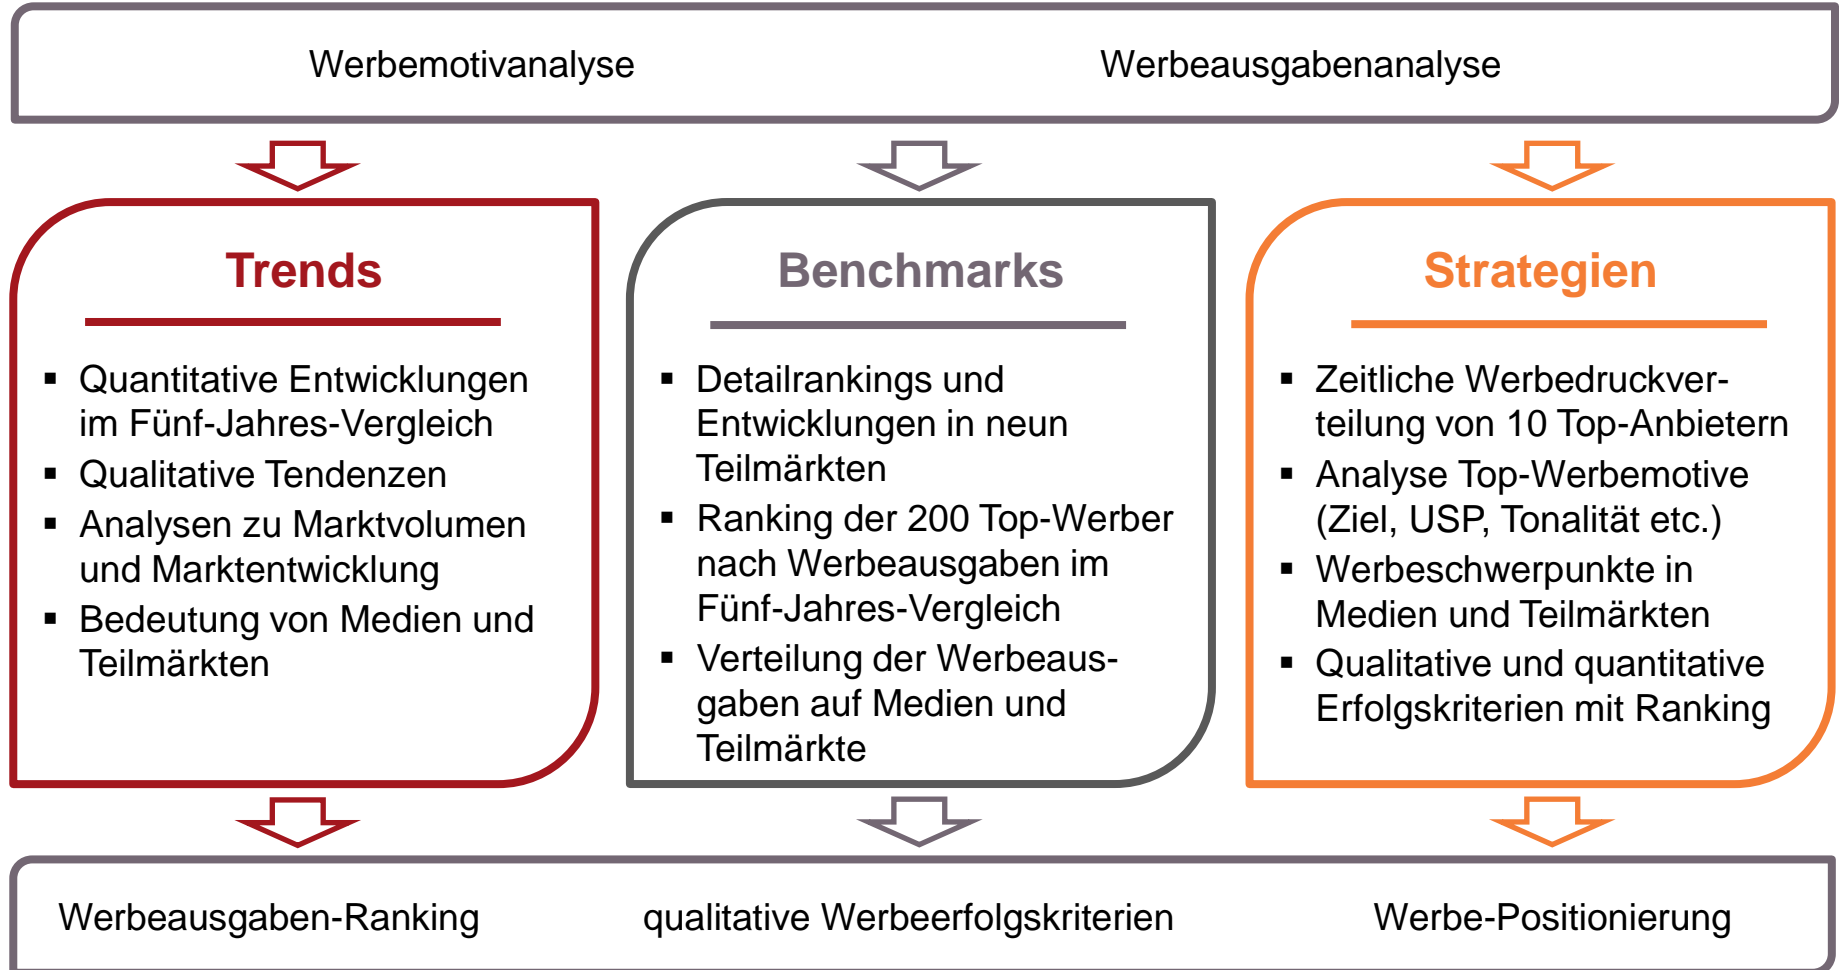 Werbemotivanalyse
Werbeausgabenanalyse
Trends
▪ Quantitative Entwicklungen
im Fünf-Jahres-Vergleich
▪ Qualitative Tendenzen
▪ Analysen zu Marktvolumen
und Marktentwicklung
▪ Bedeutung von Medien und
Teilmärkten
Benchmarks
▪ Detailrankings und
Entwicklungen in neun
Teilmärkten
▪ Ranking der 200 Top-Werber
nach Werbeausgaben im
Fünf-Jahres-Vergleich
▪ Verteilung der Werbeaus-
gaben auf Medien und
Teilmärkte
Strategien
▪ Zeitliche Werbedruckver-
teilung von 10 Top-Anbietern
▪ Analyse Top-Werbemotive
(Ziel, USP, Tonalität etc.)
▪ Werbeschwerpunkte in
Medien und Teilmärkten
▪ Qualitative und quantitative
Erfolgskriterien mit Ranking
Werbeausgaben-Ranking
qualitative Werbeerfolgskriterien
Werbe-Positionierung